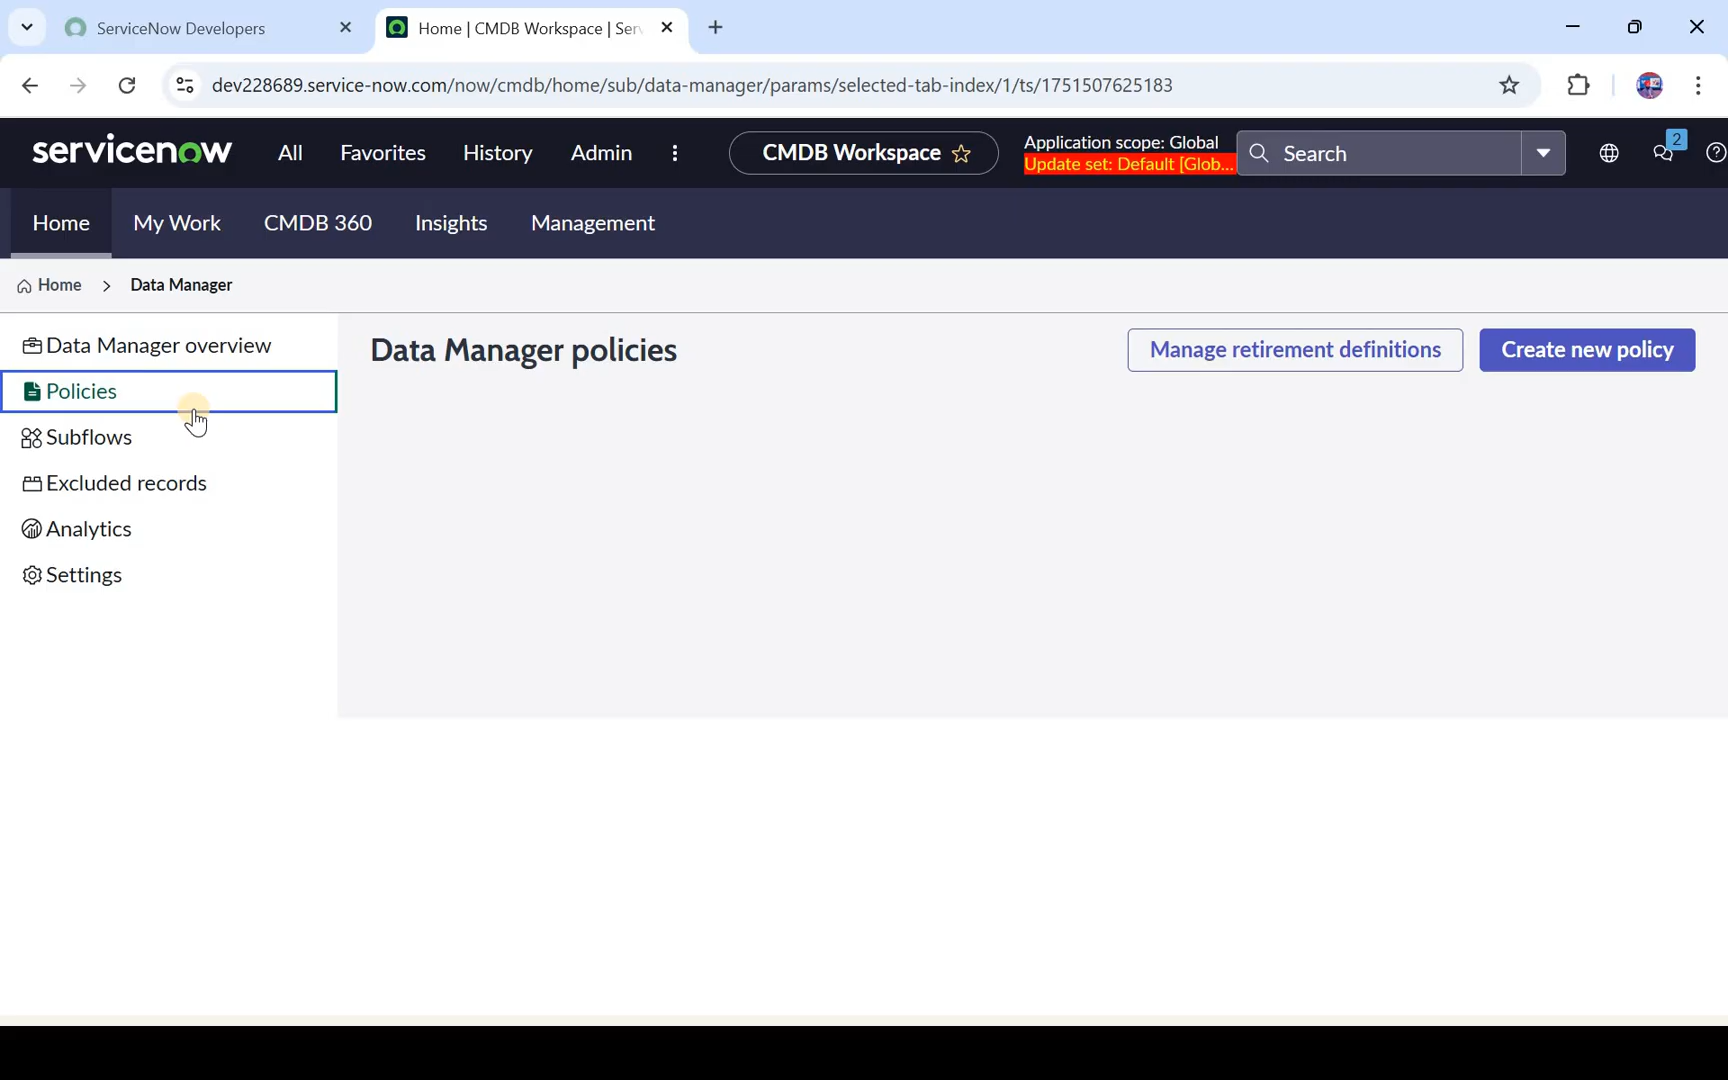 ServiceNow Developers
Home | CMDB Workspace | Ser
dev228689.service-now.com/now/cmdb/home/sub/data-manager/params/selected-tab-index/1/ts/1751507625183
servicenow
All
Favorites
History
Admin
CMDB Workspace
Application scope: Global
Update set: Default [Glob...
Search
2
Home
My Work
CMDB 360
Insights
Management
Home
Data Manager
Data Manager overview
Policies
Subflows
Excluded records
Analytics
Settings
Data Manager policies
Manage retirement definitions
Create new policy